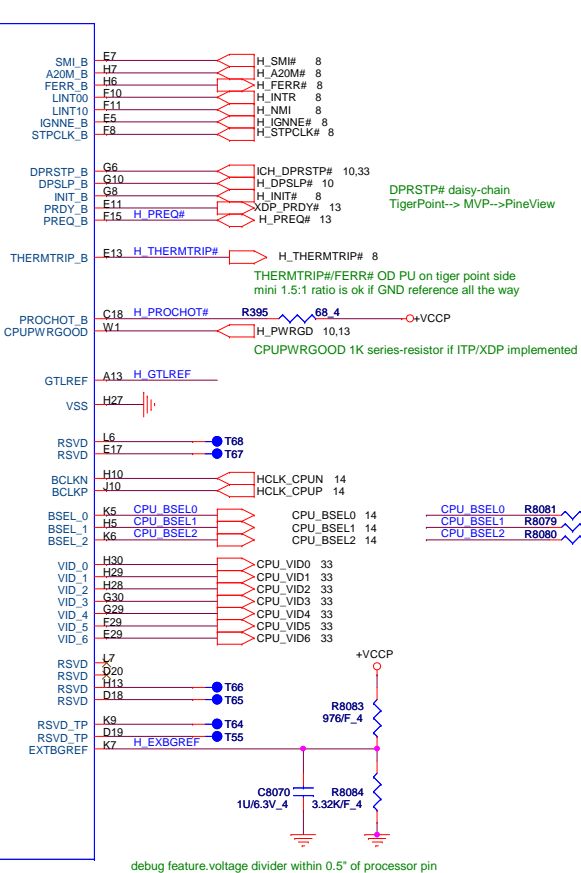 SMI_B E7 H_SMI# 8
A20M_B H7 H_A20M# 8
FERR_B H6 H_FERR# 8
LINT00 F10 H_INTR 8
LINT10 F11 H_NMI 8
IGNNE_B E5 H_IGNNE# 8
STPCLK_B F8 H_STPCLK# 8
DPRSTP_B G6 ICH_DPRSTP# 10,33
DPSLP_B G10 H_DPSLP# 10
INIT_B G8 H_INIT# 8
PRDY_B E11 XDP_PRDY# 13
PREQ_B F15 H_PREQ# H_PREQ# 13
DPRSTP# daisy-chain
TigerPoint--> MVP-->PineView
THERMTRIP_B E13 H_THERMTRIP# H_THERMTRIP# 8
THERMTRIP#/FERR# OD PU on tiger point side
mini 1.5:1 ratio is ok if GND reference all the way
PROCHOT_B C18 H_PROCHOT# R395 68_4 +VCCP
CPUPWRGOOD W1 H_PWRGD 10,13
CPUPWRGOOD 1K series-resistor if ITP/XDP implemented
GTLREF A13 H_GTLREF
VSS H27
RSVD L6 T68
RSVD E17 T67
BCLKN H10 HCLK_CPUN 14
BCLKP J10 HCLK_CPUP 14
BSEL_0 K5 CPU_BSEL0 CPU_BSEL0 14 CPU_BSEL0 R8081
BSEL_1 H5 CPU_BSEL1 CPU_BSEL1 14 CPU_BSEL1 R8079
BSEL_2 K6 CPU_BSEL2 CPU_BSEL2 14 CPU_BSEL2 R8080
VID_0 H30 CPU_VID0 33
VID_1 H29 CPU_VID1 33
VID_2 H28 CPU_VID2 33
VID_3 G30 CPU_VID3 33
VID_4 G29 CPU_VID4 33
VID_5 F29 CPU_VID5 33
VID_6 E29 CPU_VID6 33
+VCCP
RSVD L7
RSVD D20
RSVD H13 T66
RSVD D18 T65
R8083
976/F_4
RSVD_TP K9 T64
RSVD_TP D19 T55
EXTBGREF K7 H_EXBGREF
C8070
1U/6.3V_4
R8084
3.32K/F_4
debug feature.voltage divider within 0.5" of processor pin